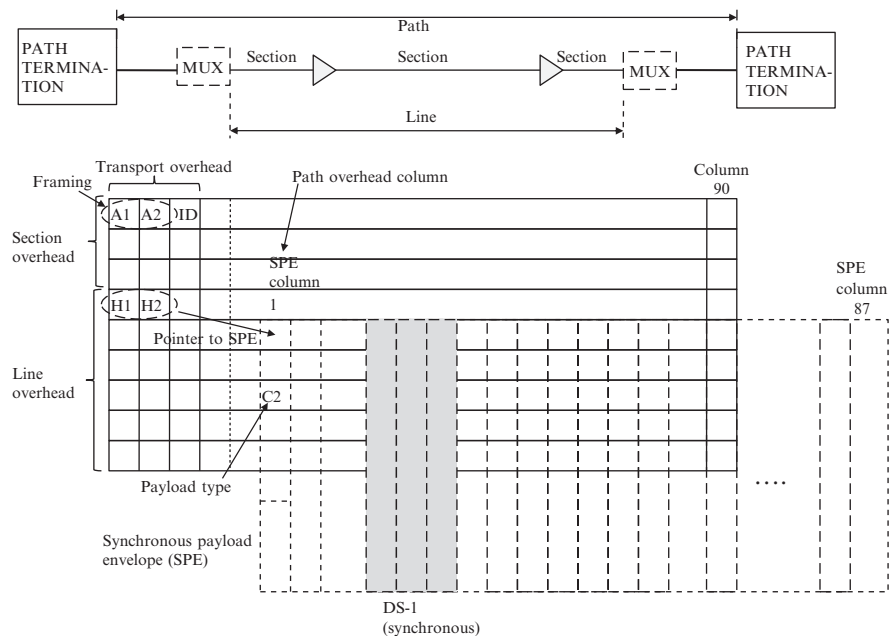 Path
PATH
TERMINA-
TION
MUX
Section
Section
Section
MUX
PATH
TERMINA-
TION
Line
Transport overhead
Framing
Path overhead column
Column
90
A1 A2 ID
Section
overhead
SPE
column
1
H1 H2
SPE
column
87
Pointer to SPE
Line
overhead
C2
Payload type
....
Synchronous payload
envelope (SPE)
DS-1
(synchronous)